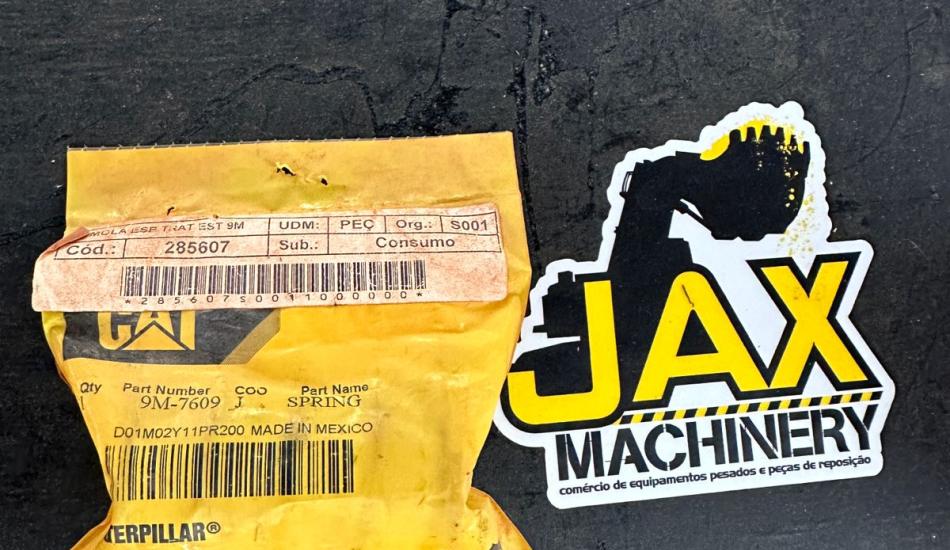 MOLA ESP TRAT EST 9M UDM: PEÇ Org.: S001
Cód.: 285607 Sub.: Consumo
*285607S00110000000*
CAT
Qty Part Number COO Part Name
1 9M-7609 J SPRING
D01M02Y11PR200 MADE IN MEXICO
TERPILLAR®
JAX
MACHINERY
comércio de equipamentos pesados e peças de reposição